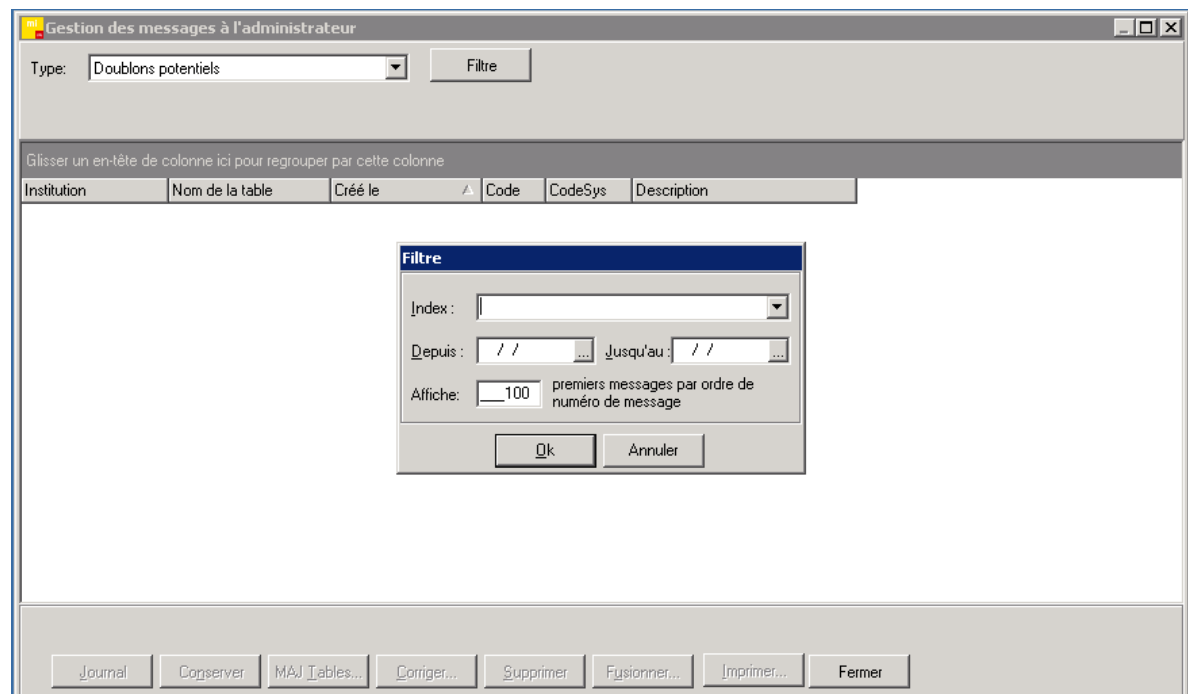 Gestion des messages à l'administrateur
Type: Doublons potentiels Filtre
Glisser un en-tête de colonne ici pour regrouper par cette colonne
Institution Nom de la table Créé le Code CodeSys Description
Filtre
Index :
Depuis : / / ... Jusqu'au : / / ...
Affiche: ___100 premiers messages par ordre de
numéro de message
Ok Annuler
Journal Conserver MAJ Tables... Corriger... Supprimer Fusionner... Imprimer... Fermer